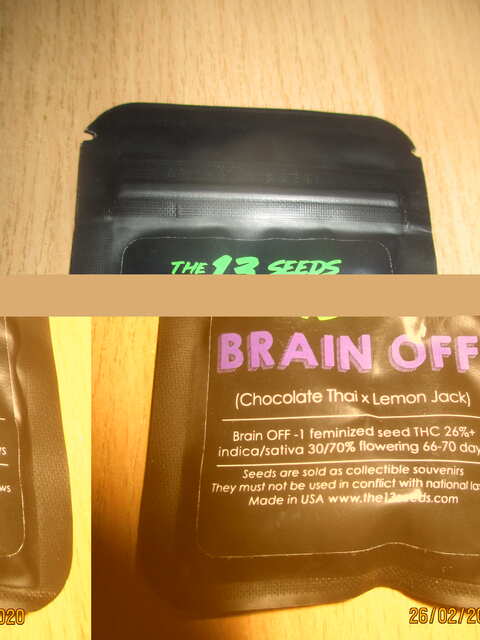 THE 13 SEEDS
BRAIN OFF
(Chocolate Thai x Lemon Jack)
Brain OFF -1 feminized seed THC 26%+
indica/sativa 30/70% flowering 66-70 day
Seeds are sold as collectible souvenirs
They must not be used in conflict with national
Made in USA www.the13seeds.com
26/02/20
020